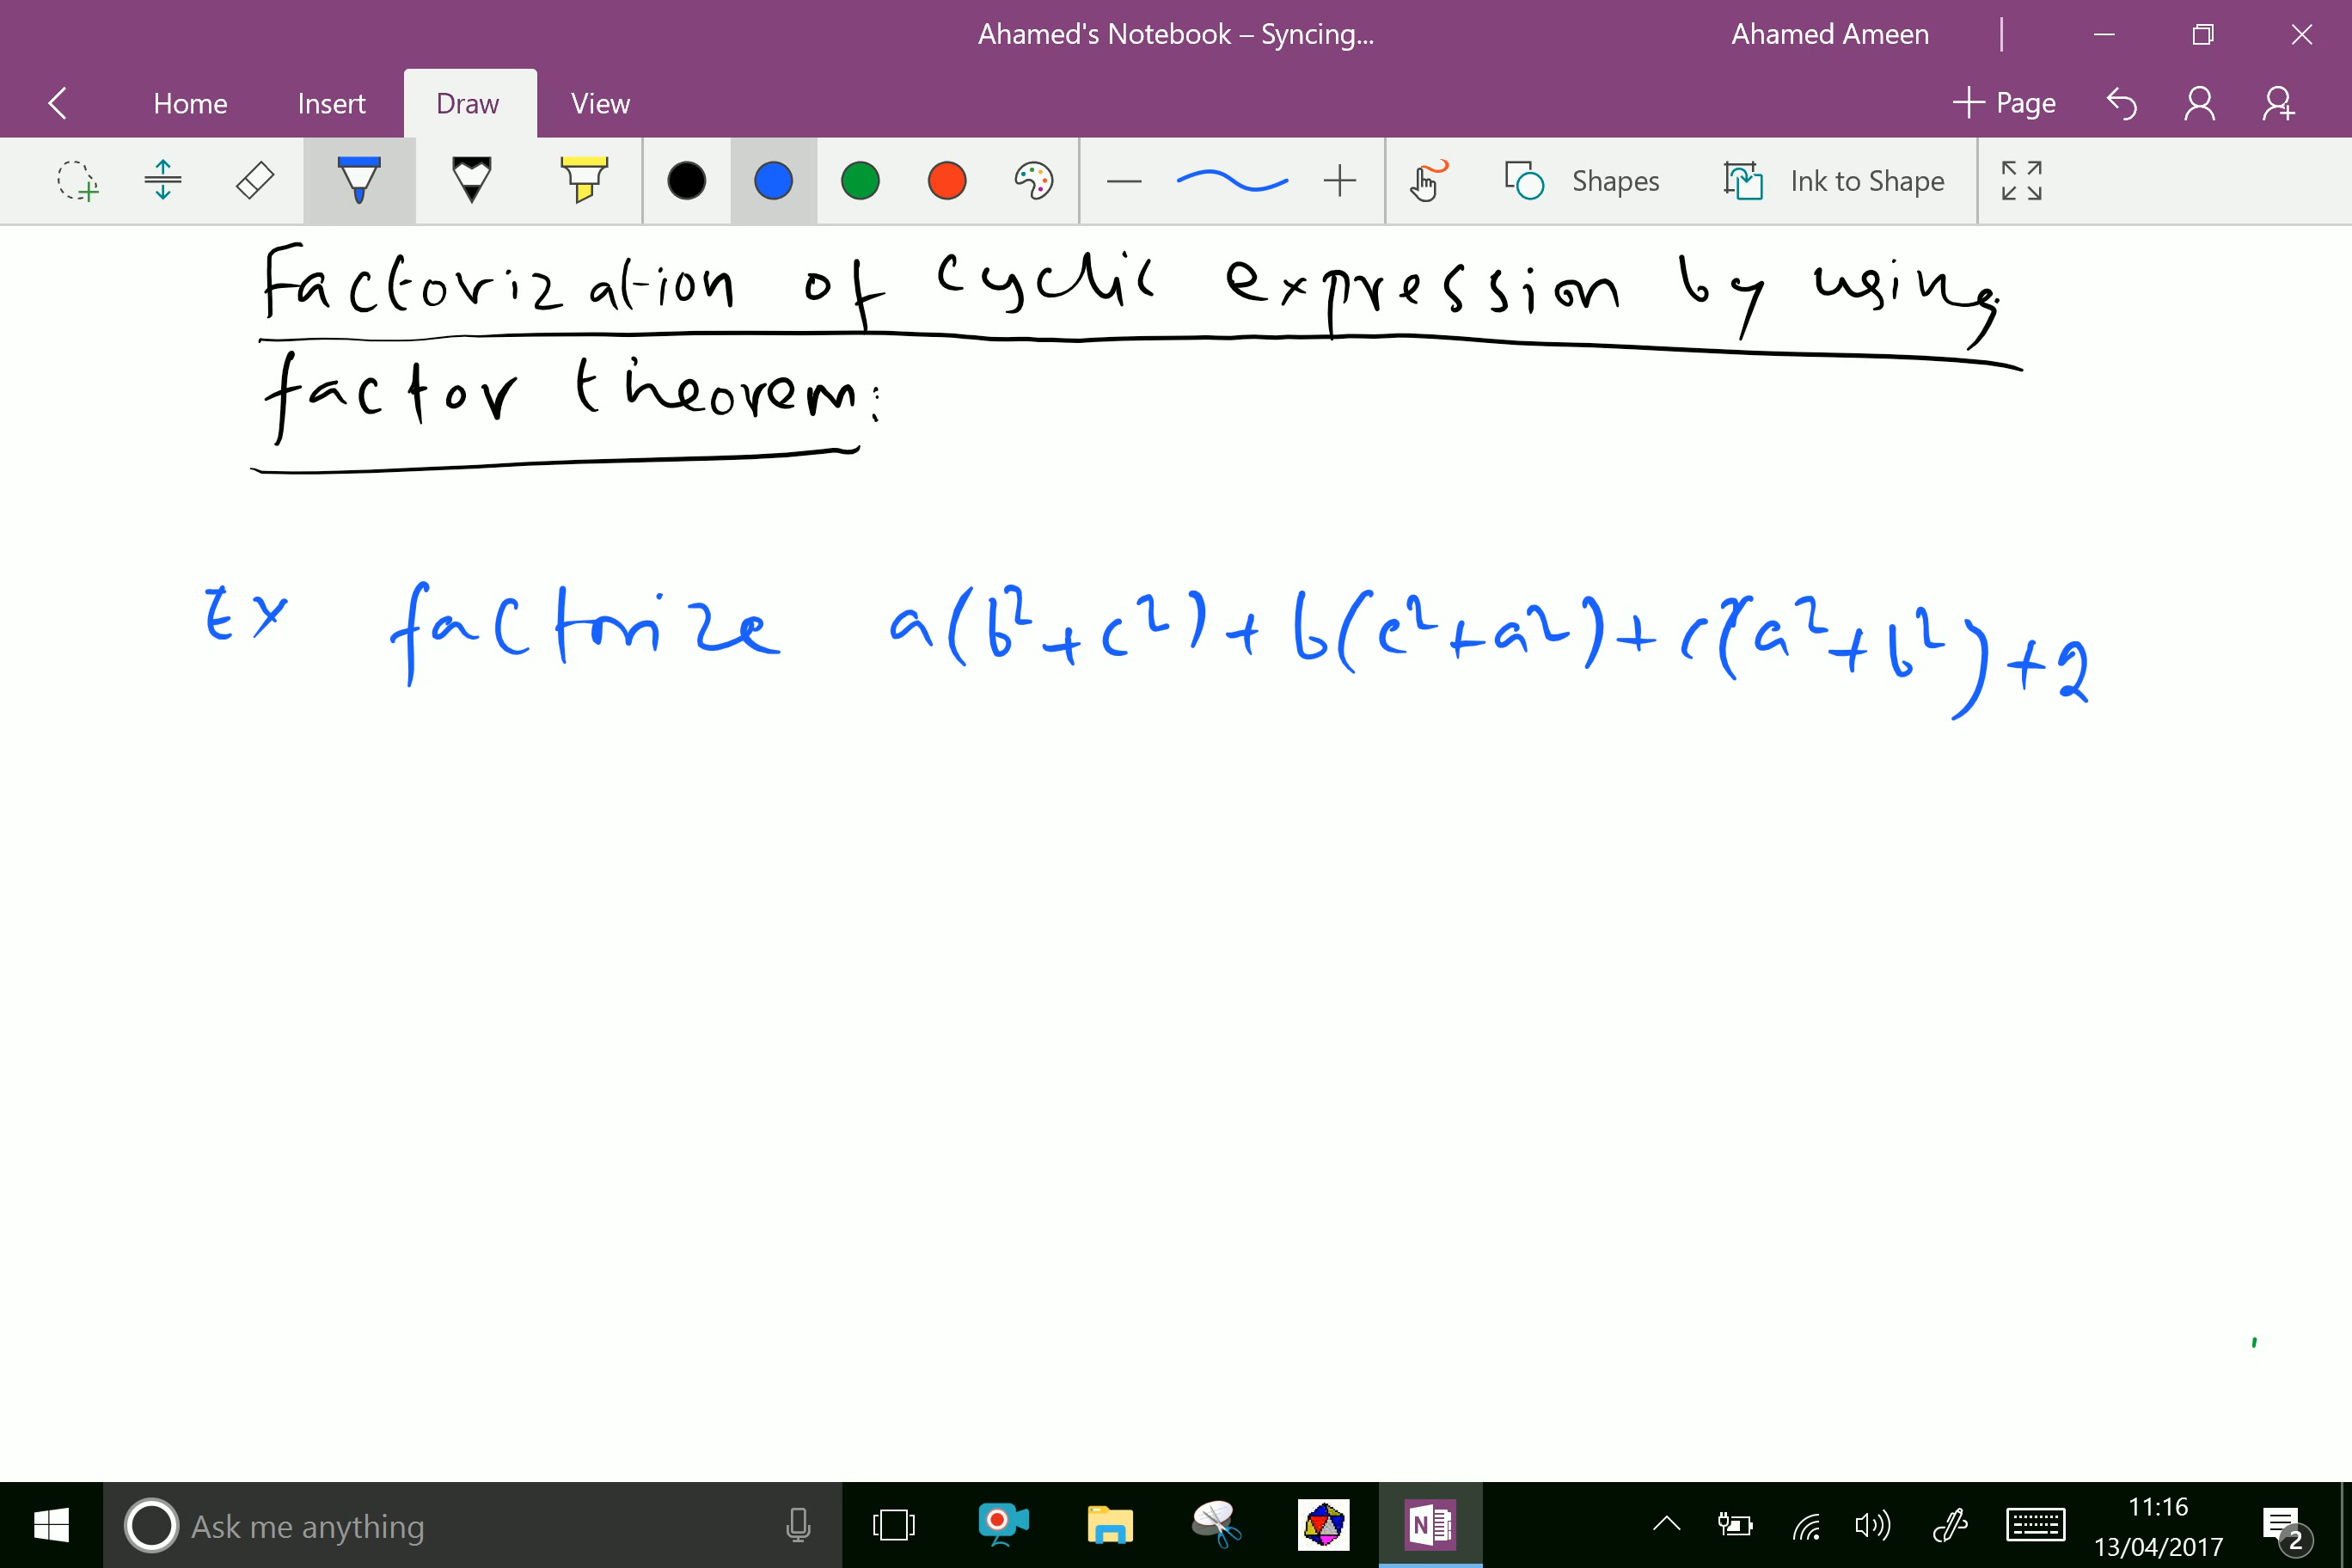 Ahamed's Notebook – Syncing...
Ahamed Ameen
Home Insert Draw View
Page
Shapes
Ink to Shape
Factorization of cyclic expression by using
factor theorem:
Ex factorize a(b²+c²)+b(c²+a²)+c(a²+b²)+2
Ask me anything
N
11:16
13/04/2017
2